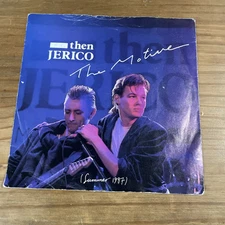 then
JERICO
The Motive
(Summer 1987)